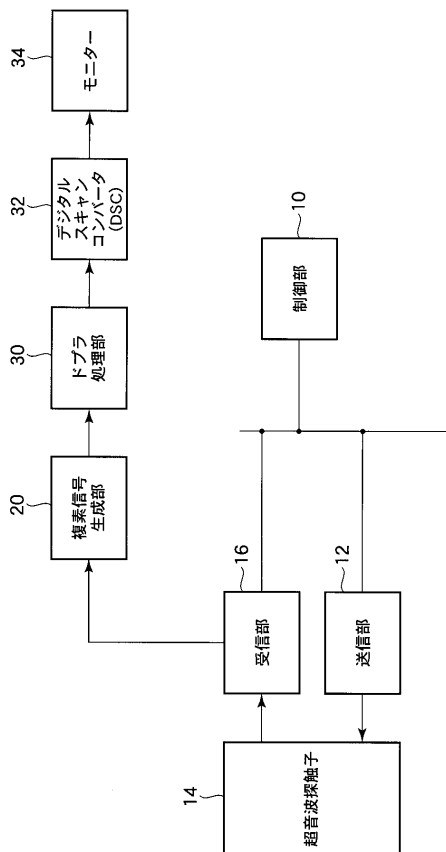 14
超音波探触子
16
受信部
12
送信部
10
制御部
20
複素信号
生成部
30
ドプラ
処理部
32
デジタル
スキャン
コンバータ
(DSC)
34
モニター